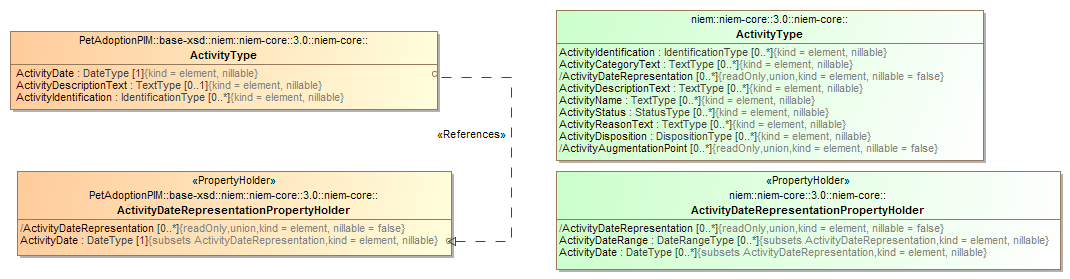 PetAdoptionPIM::base-xsd::niem::niem-core::3.0::niem-core::
ActivityType
ActivityDate : DateType [1]{kind = element, nillable}
ActivityDescriptionText : TextType [0..1]{kind = element, nillable}
ActivityIdentification : IdentificationType [0..*]{kind = element, nillable}
«References»
«PropertyHolder»
PetAdoptionPIM::base-xsd::niem::niem-core::3.0::niem-core::
ActivityDateRepresentationPropertyHolder
/ActivityDateRepresentation [0..*]{readOnly,union,kind = element, nillable = false}
ActivityDate : DateType [1]{subsets ActivityDateRepresentation,kind = element, nillable}
niem::niem-core::3.0::niem-core::
ActivityType
ActivityIdentification : IdentificationType [0..*]{kind = element, nillable}
ActivityCategoryText : TextType [0..*]{kind = element, nillable}
/ActivityDateRepresentation [0..*]{readOnly,union,kind = element, nillable = false}
ActivityDescriptionText : TextType [0..*]{kind = element, nillable}
ActivityName : TextType [0..*]{kind = element, nillable}
ActivityStatus : StatusType [0..*]{kind = element, nillable}
ActivityReasonText : TextType [0..*]{kind = element, nillable}
ActivityDisposition : DispositionType [0..*]{kind = element, nillable}
/ActivityAugmentationPoint [0..*]{readOnly,union,kind = element, nillable = false}
«PropertyHolder»
niem::niem-core::3.0::niem-core::
ActivityDateRepresentationPropertyHolder
/ActivityDateRepresentation [0..*]{readOnly,union,kind = element, nillable = false}
ActivityDateRange : DateRangeType [0..*]{subsets ActivityDateRepresentation,kind = element, nillable}
ActivityDate : DateType [0..*]{subsets ActivityDateRepresentation,kind = element, nillable}